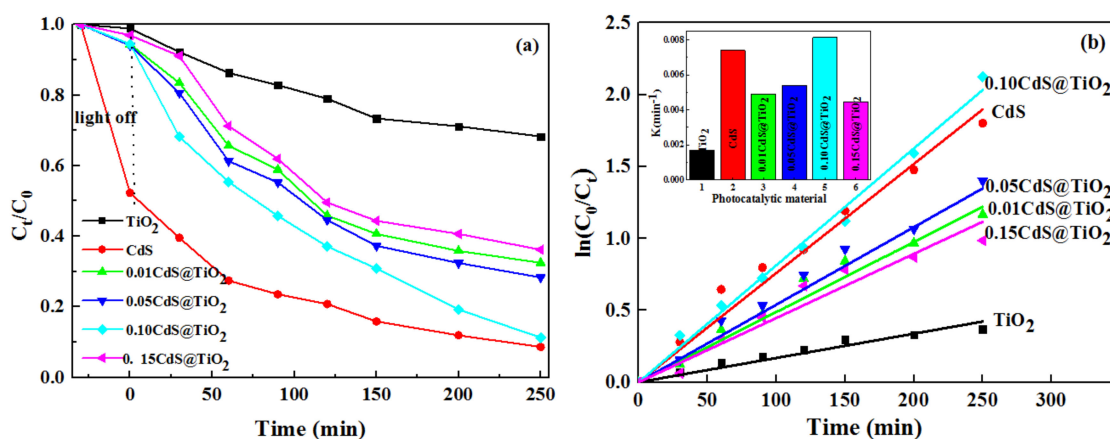 (a)
1.0
0.8
0.6
0.4
0.2
0.0
Ct/C0
light off
TiO2
CdS
0.01CdS@TiO2
0.05CdS@TiO2
0.10CdS@TiO2
0. 15CdS@TiO2
0 50 100 150 200 250
Time (min)
(b)
2.5
2.0
1.5
1.0
0.5
0.0
ln(C0/Ct)
0.008
0.006
0.004
0.002
0.000
K(min-1)
TiO2
CdS
0.01CdS@TiO2
0.05CdS@TiO2
0.10CdS@TiO2
0.15CdS@TiO2
1 2 3 4 5 6
Photocatalytic material
0.10CdS@TiO2
CdS
0.05CdS@TiO2
0.01CdS@TiO2
0.15CdS@TiO2
TiO2
0 50 100 150 200 250 300
Time (min)